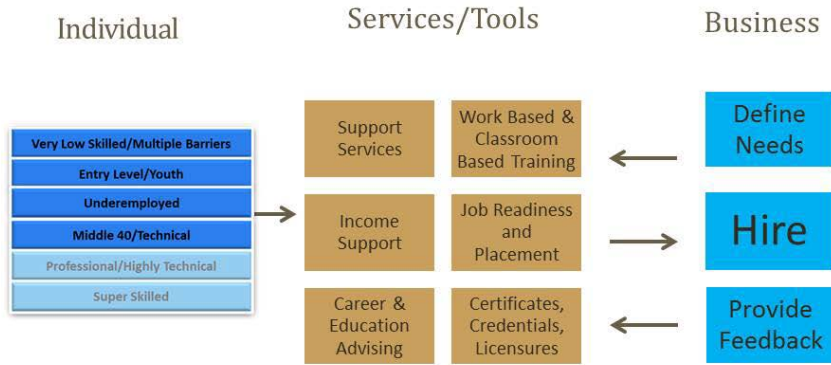 Individual
Services/Tools
Business
Very Low Skilled/Multiple Barriers
Entry Level/Youth
Underemployed
Middle 40/Technical
Professional/Highly Technical
Super Skilled
Support
Services
Work Based &
Classroom
Based Training
Income
Support
Job Readiness
and
Placement
Career &
Education
Advising
Certificates,
Credentials,
Licensures
Define
Needs
Hire
Provide
Feedback